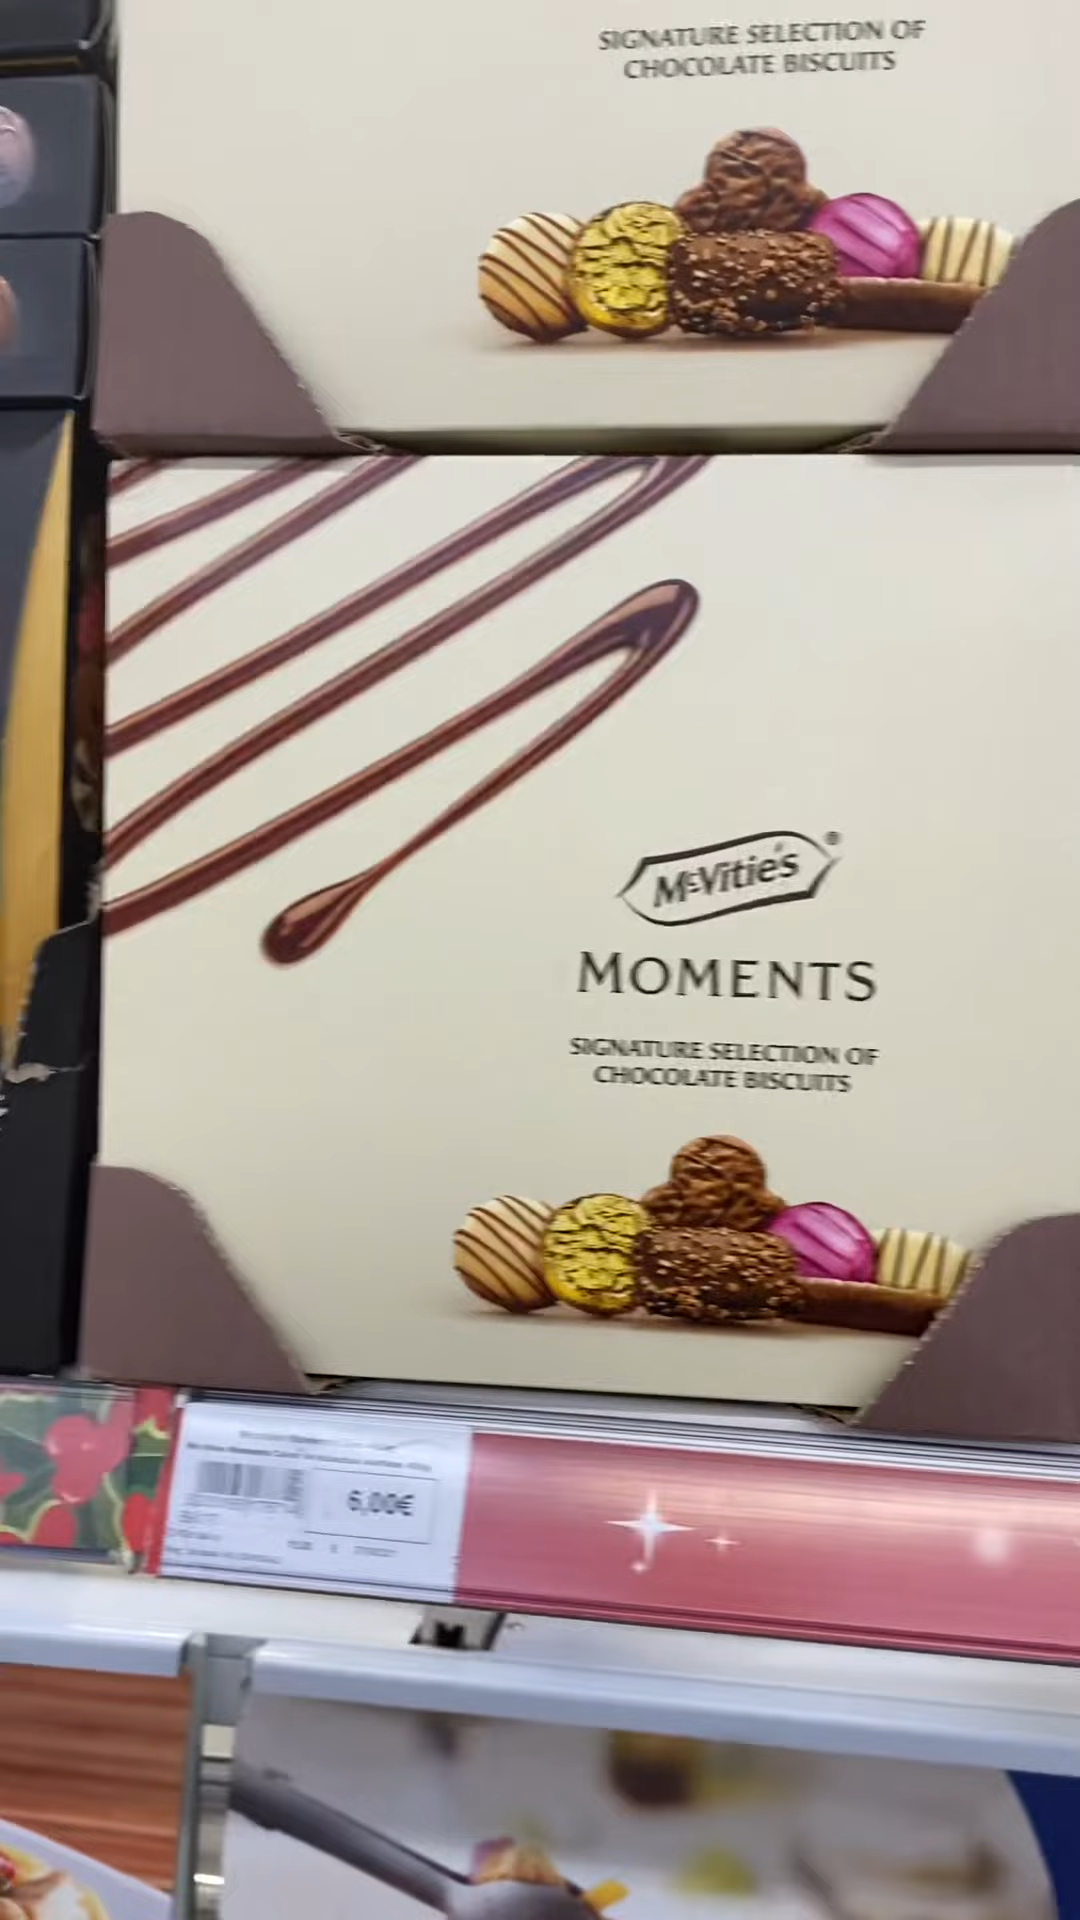 SIGNATURE SELECTION OF
CHOCOLATE BISCUITS
McVitie's®
MOMENTS
SIGNATURE SELECTION OF
CHOCOLATE BISCUITS
6,00€